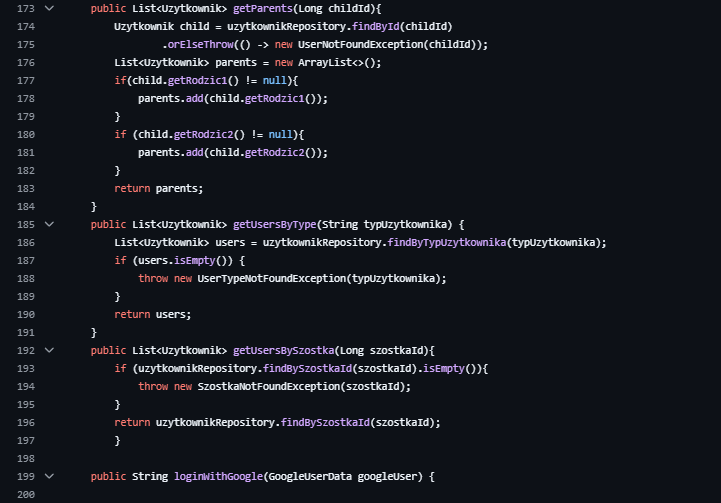 173 public List<Uzytkownik> getParents(Long childId){
174 Uzytkownik child = uzytkownikRepository.findById(childId)
175 .orElseThrow(() -> new UserNotFoundException(childId));
176 List<Uzytkownik> parents = new ArrayList<>();
177 if(child.getRodzic1() != null){
178 parents.add(child.getRodzic1());
179 }
180 if (child.getRodzic2() != null){
181 parents.add(child.getRodzic2());
182 }
183 return parents;
184 }
185 public List<Uzytkownik> getUsersByType(String typUzytkownika) {
186 List<Uzytkownik> users = uzytkownikRepository.findByTypUzytkownika(typUzytkownika);
187 if (users.isEmpty()) {
188 throw new UserTypeNotFoundException(typUzytkownika);
189 }
190 return users;
191 }
192 public List<Uzytkownik> getUsersBySzostka(Long szostkaId){
193 if (uzytkownikRepository.findBySzostkaId(szostkaId).isEmpty()){
194 throw new SzostkaNotFoundException(szostkaId);
195 }
196 return uzytkownikRepository.findBySzostkaId(szostkaId);
197 }
198
199 public String loginWithGoogle(GoogleUserData googleUser) {
200